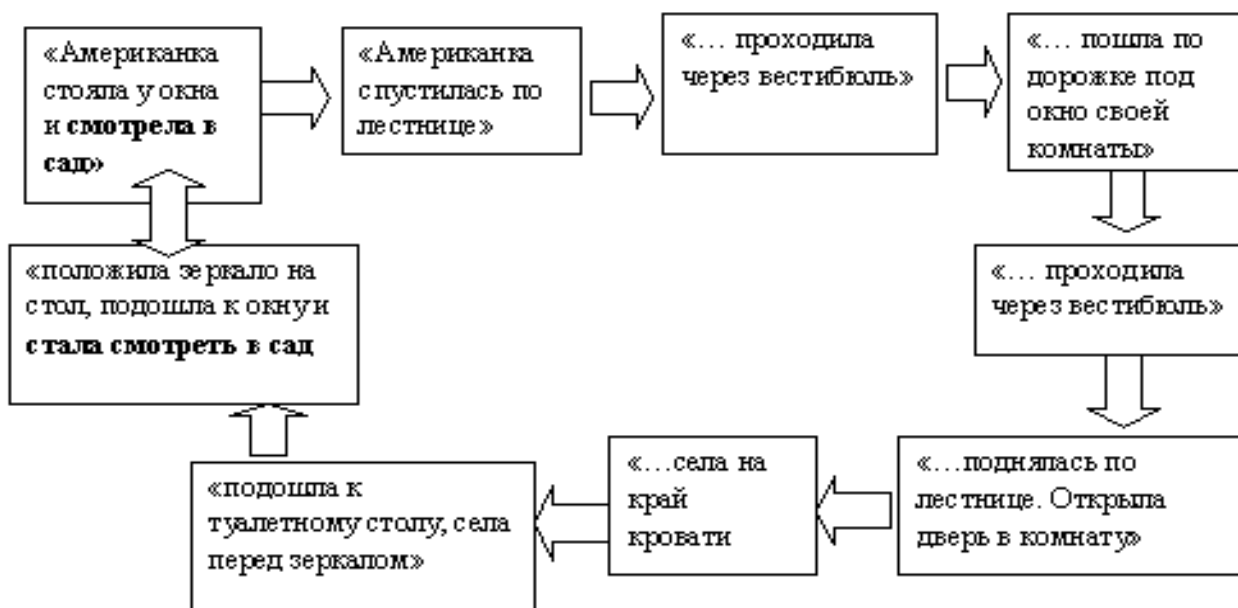 «Американка
стояла у окна
и смотрела в
сад»
«Американка
спустилась по
лестнице»
«… проходила
через вестибюль»
«… пошла по
дорожке под
окно своей
комнаты»
«… проходила
через вестибюль»
«…поднялась по
лестнице. Открыла
дверь в комнату»
«…села на
край
кровати
«подошла к
туалетному столу, села
перед зеркалом»
«положила зеркало на
стол, подошла к окну и
стала смотреть в сад